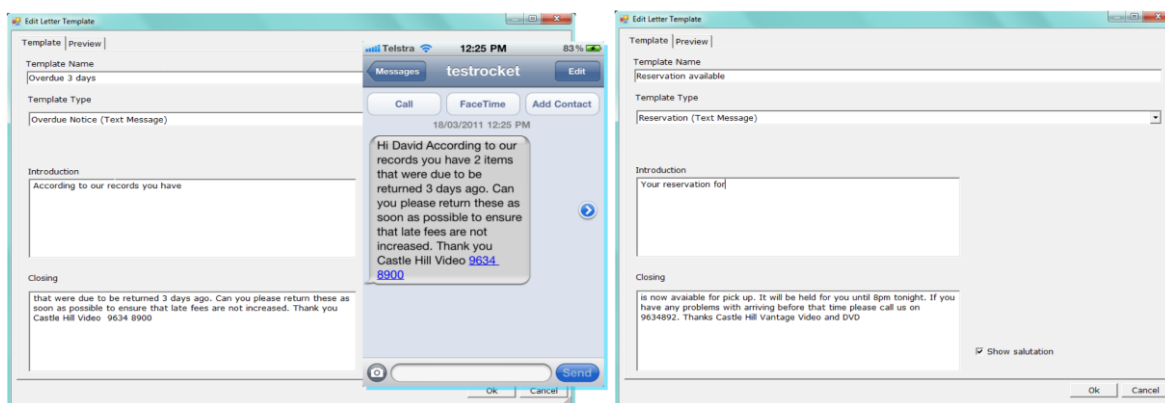 Edit Letter Template
Template Preview
Template Name
Overdue 3 days
Template Type
Overdue Notice (Text Message)
Introduction
According to our records you have
Closing
that were due to be returned 3 days ago. Can you please return these as
soon as possible to ensure that late fees are not increased. Thank you
Castle Hill Video 9634 8900
Ok Cancel
Telstra 12:25 PM 83%
Messages testrocket Edit
Call FaceTime Add Contact
18/03/2011 12:25 PM
Hi David According to our
records you have 2 items
that were due to be
returned 3 days ago. Can
you please return these as
soon as possible to ensure
that late fees are not
increased. Thank you
Castle Hill Video 9634
8900
Send
Edit Letter Template
Template Preview
Template Name
Reservation available
Template Type
Reservation (Text Message)
Introduction
Your reservation for
Closing
is now avaiable for pick up. It will be held for you until 8pm tonight. If you
have any problems with arriving before that time please call us on
9634892. Thanks Castle Hill Vantage Video and DVD
Show salutation
Ok Cancel